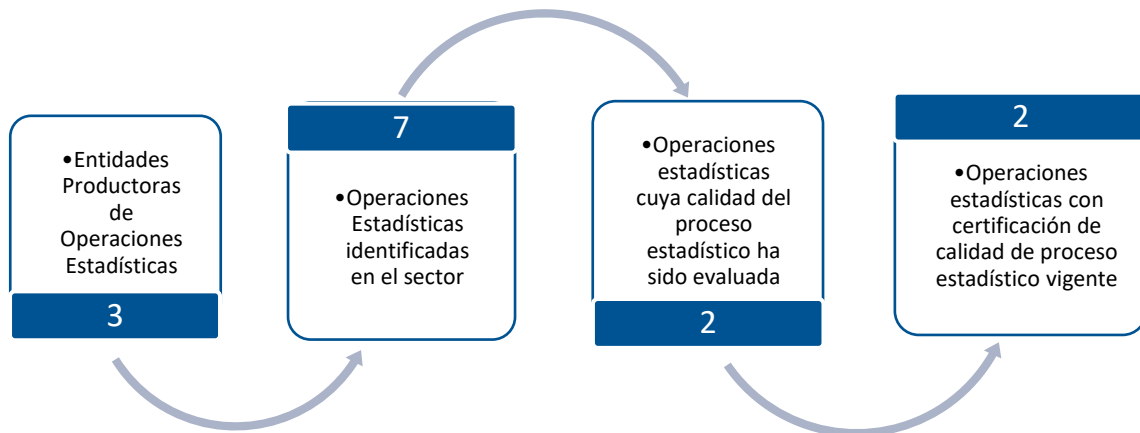 •Entidades
Productoras
de
Operaciones
Estadísticas
3
7
•Operaciones
Estadísticas
identificadas
en el sector
•Operaciones
estadísticas
cuya calidad del
proceso
estadístico ha
sido evaluada
2
2
•Operaciones
estadísticas con
certificación de
calidad de proceso
estadístico vigente